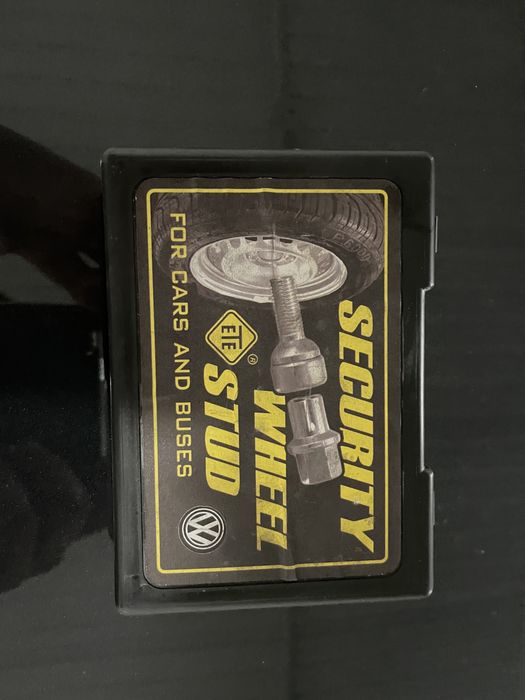 SECURITY
WHEEL
STUD
ETE
®
FOR CARS AND BUSES